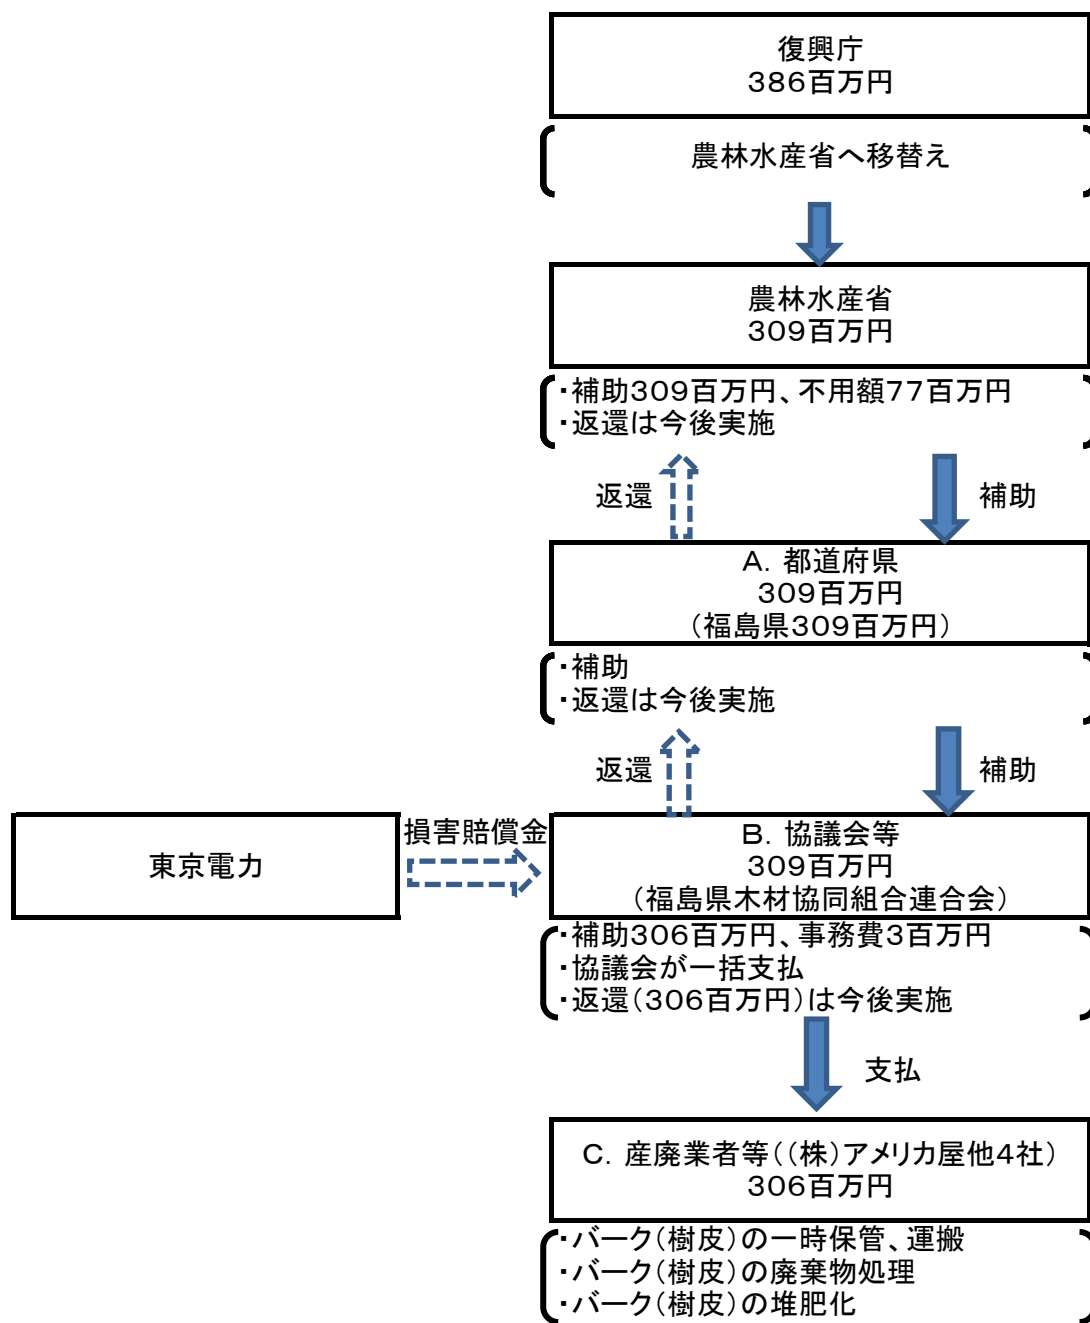 復興庁
386百万円
農林水産省へ移替え
農林水産省
309百万円
・補助309百万円、不用額77百万円
・返還は今後実施
返還
補助
A. 都道府県
309百万円
(福島県309百万円)
・補助
・返還は今後実施
返還
補助
東京電力
損害賠償金
B. 協議会等
309百万円
(福島県木材協同組合連合会)
・補助306百万円、事務費3百万円
・協議会が一括支払
・返還(306百万円)は今後実施
支払
C. 産廃業者等((株)アメリカ屋他4社)
306百万円
・バーク(樹皮)の一時保管、運搬
・バーク(樹皮)の廃棄物処理
・バーク(樹皮)の堆肥化